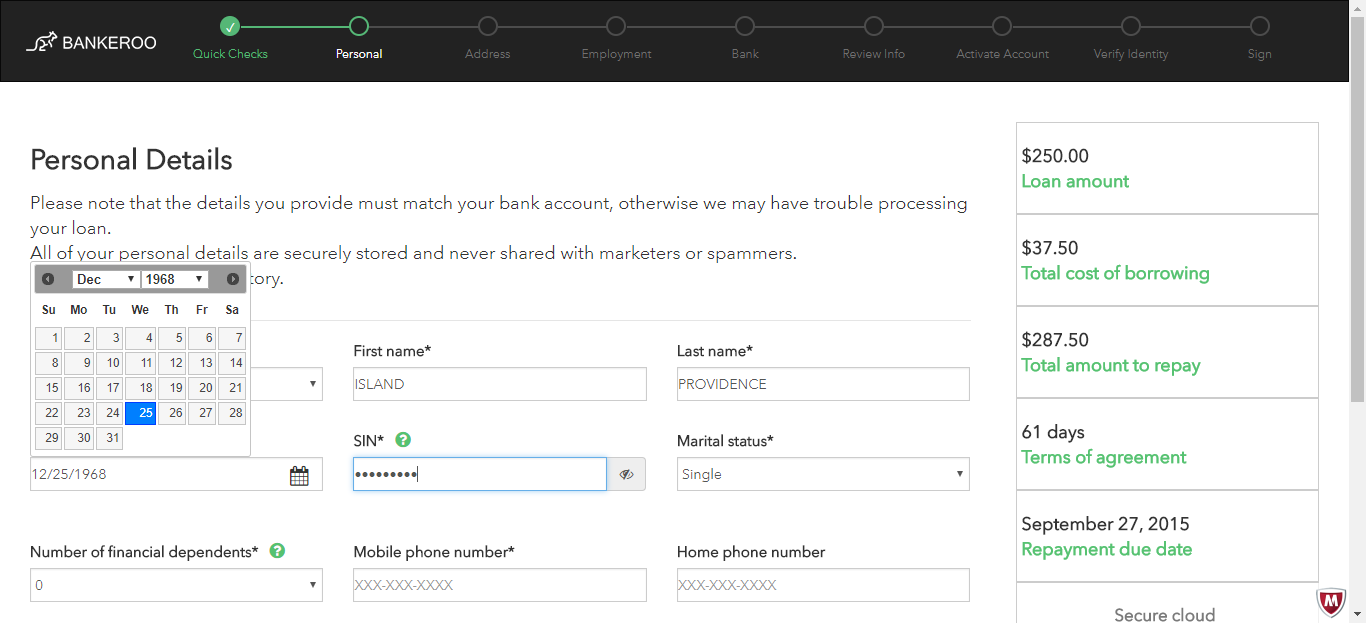 BANKEROO
Quick Checks
Personal
Address
Employment
Bank
Review Info
Activate Account
Verify Identity
Sign
Personal Details
Please note that the details you provide must match your bank account, otherwise we may have trouble processing
your loan.
All of your personal details are securely stored and never shared with marketers or spammers.
tory.
Dec 1968
Su Mo Tu We Th Fr Sa
1 2 3 4 5 6 7
8 9 10 11 12 13 14
15 16 17 18 19 20 21
22 23 24 25 26 27 28
29 30 31
First name*
Last name*
ISLAND
PROVIDENCE
SIN* ?
Marital status*
12/25/1968
•••••••••
Single
Number of financial dependents* ?
Mobile phone number*
Home phone number
0
XXX-XXX-XXXX
XXX-XXX-XXXX
$250.00
Loan amount
$37.50
Total cost of borrowing
$287.50
Total amount to repay
61 days
Terms of agreement
September 27, 2015
Repayment due date
Secure cloud
M